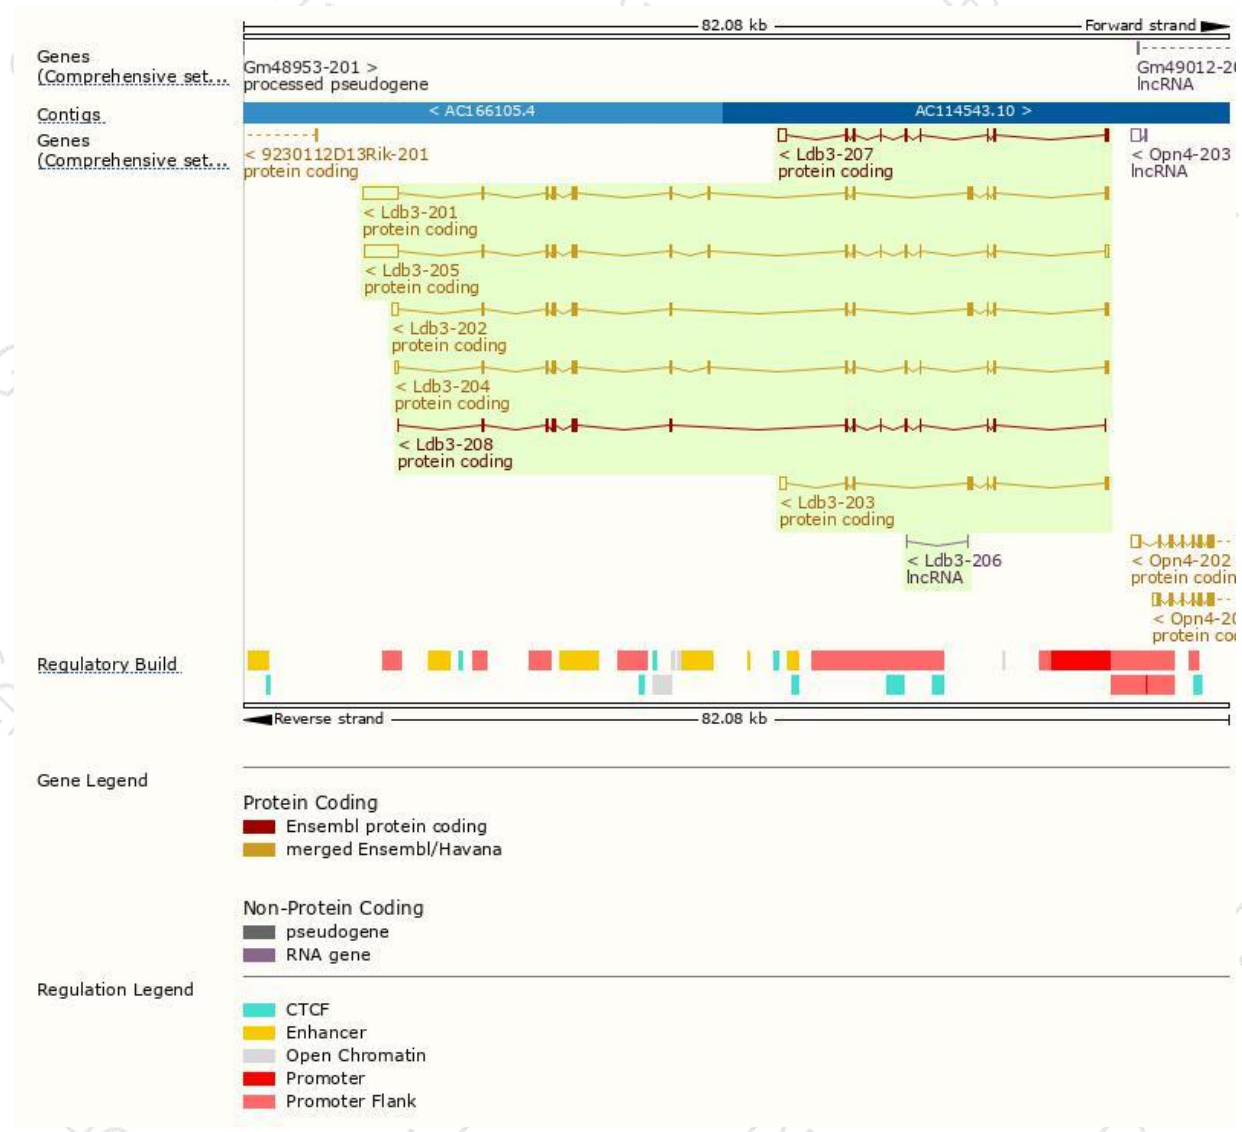 82.08 kb Forward strand
Genes
(Comprehensive set...
Gm48953-201 >
processed pseudogene
Gm49012-20
lncRNA
Contigs
< AC166105.4
AC114543.10 >
Genes
(Comprehensive set...
< 9230112D13Rik-201
protein coding
< Ldb3-207
protein coding
< Opn4-203
lncRNA
< Ldb3-201
protein coding
< Ldb3-205
protein coding
< Ldb3-202
protein coding
< Ldb3-204
protein coding
< Ldb3-208
protein coding
< Ldb3-203
protein coding
< Ldb3-206
lncRNA
< Opn4-202
protein codin
< Opn4-20
protein co
Regulatory Build
Reverse strand 82.08 kb
Gene Legend
Protein Coding
Ensembl protein coding
merged Ensembl/Havana
Non-Protein Coding
pseudogene
RNA gene
Regulation Legend
CTCF
Enhancer
Open Chromatin
Promoter
Promoter Flank